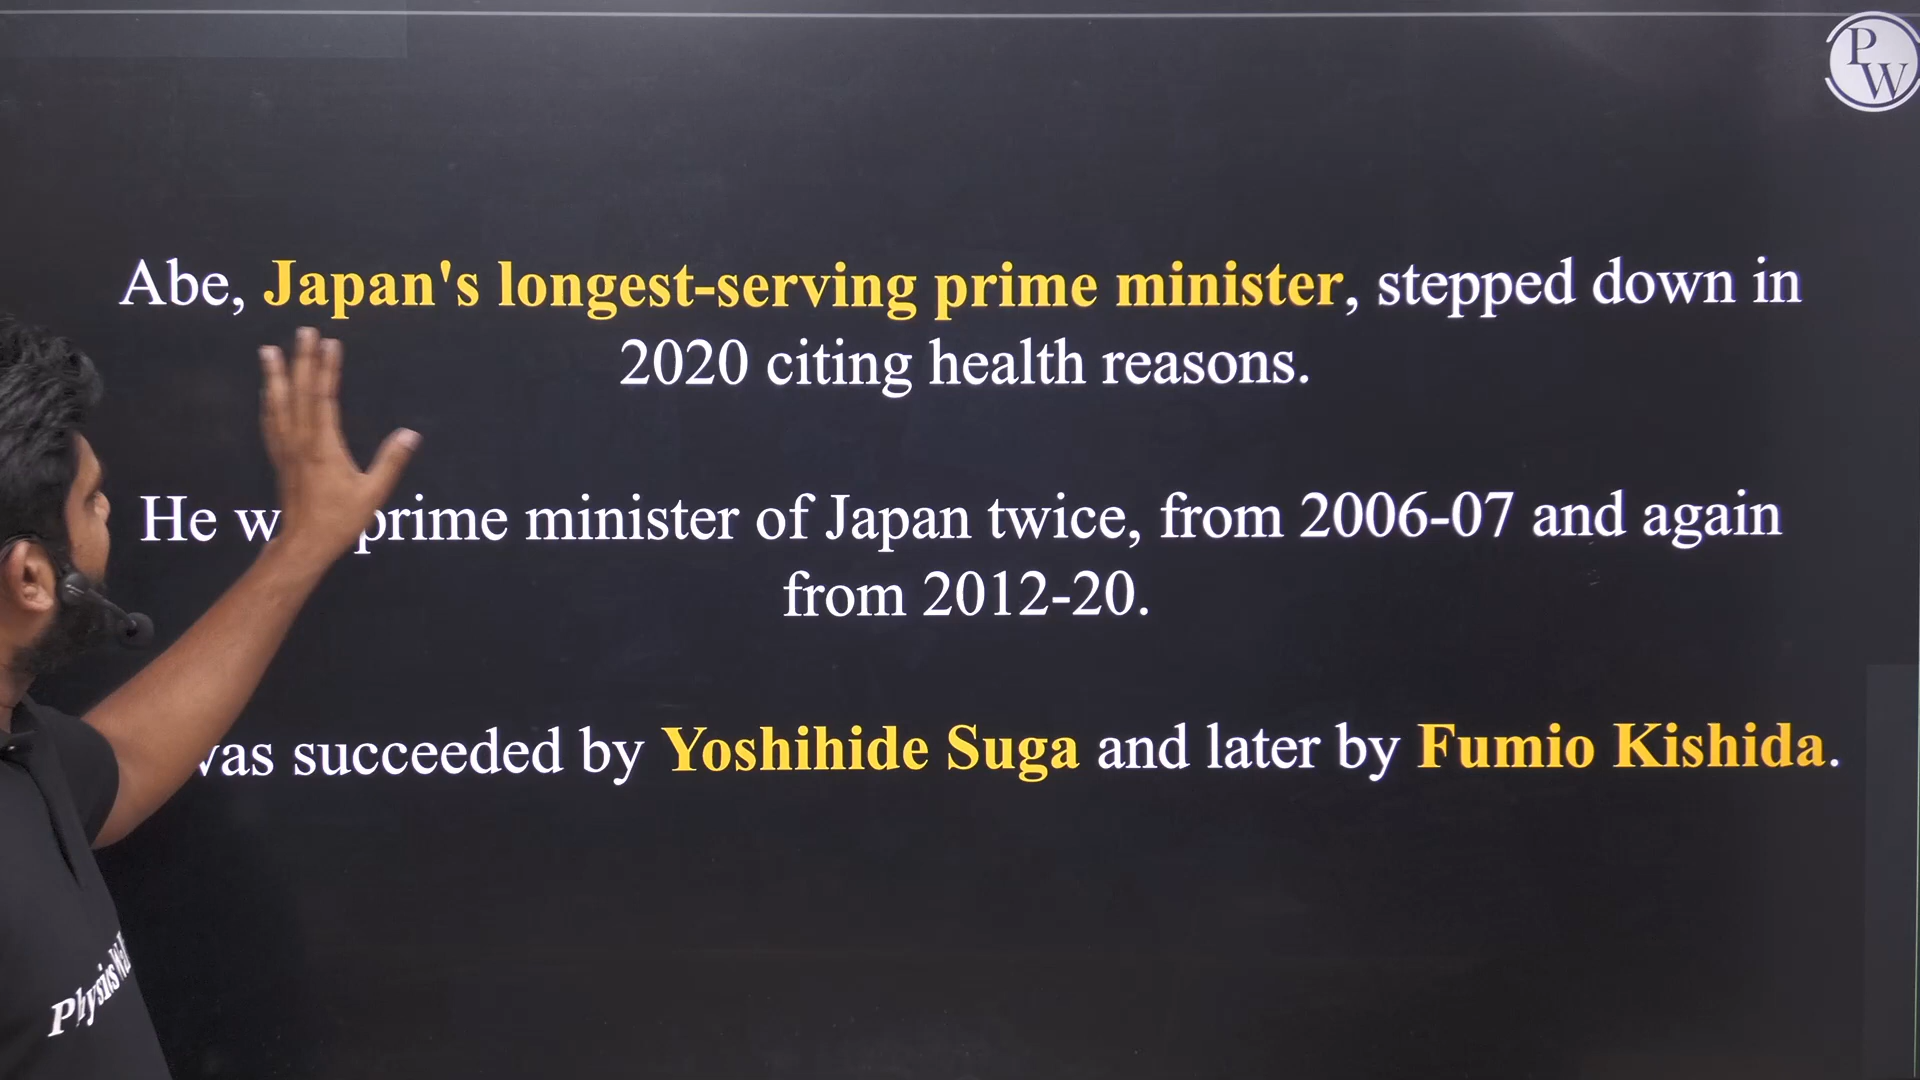 PW
Abe, Japan's longest-serving prime minister, stepped down in
2020 citing health reasons.
He prime minister of Japan twice, from 2006-07 and again
from 2012-20.
was succeeded by Yoshihide Suga and later by Fumio Kishida.